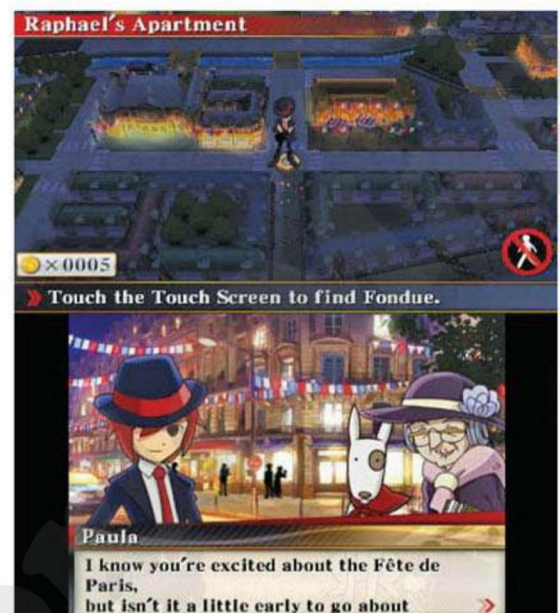 Raphael's Apartment
×0005
Touch the Touch Screen to find Fondue.
Paula
I know you're excited about the Fête de
Paris,
but isn't it a little early to go about